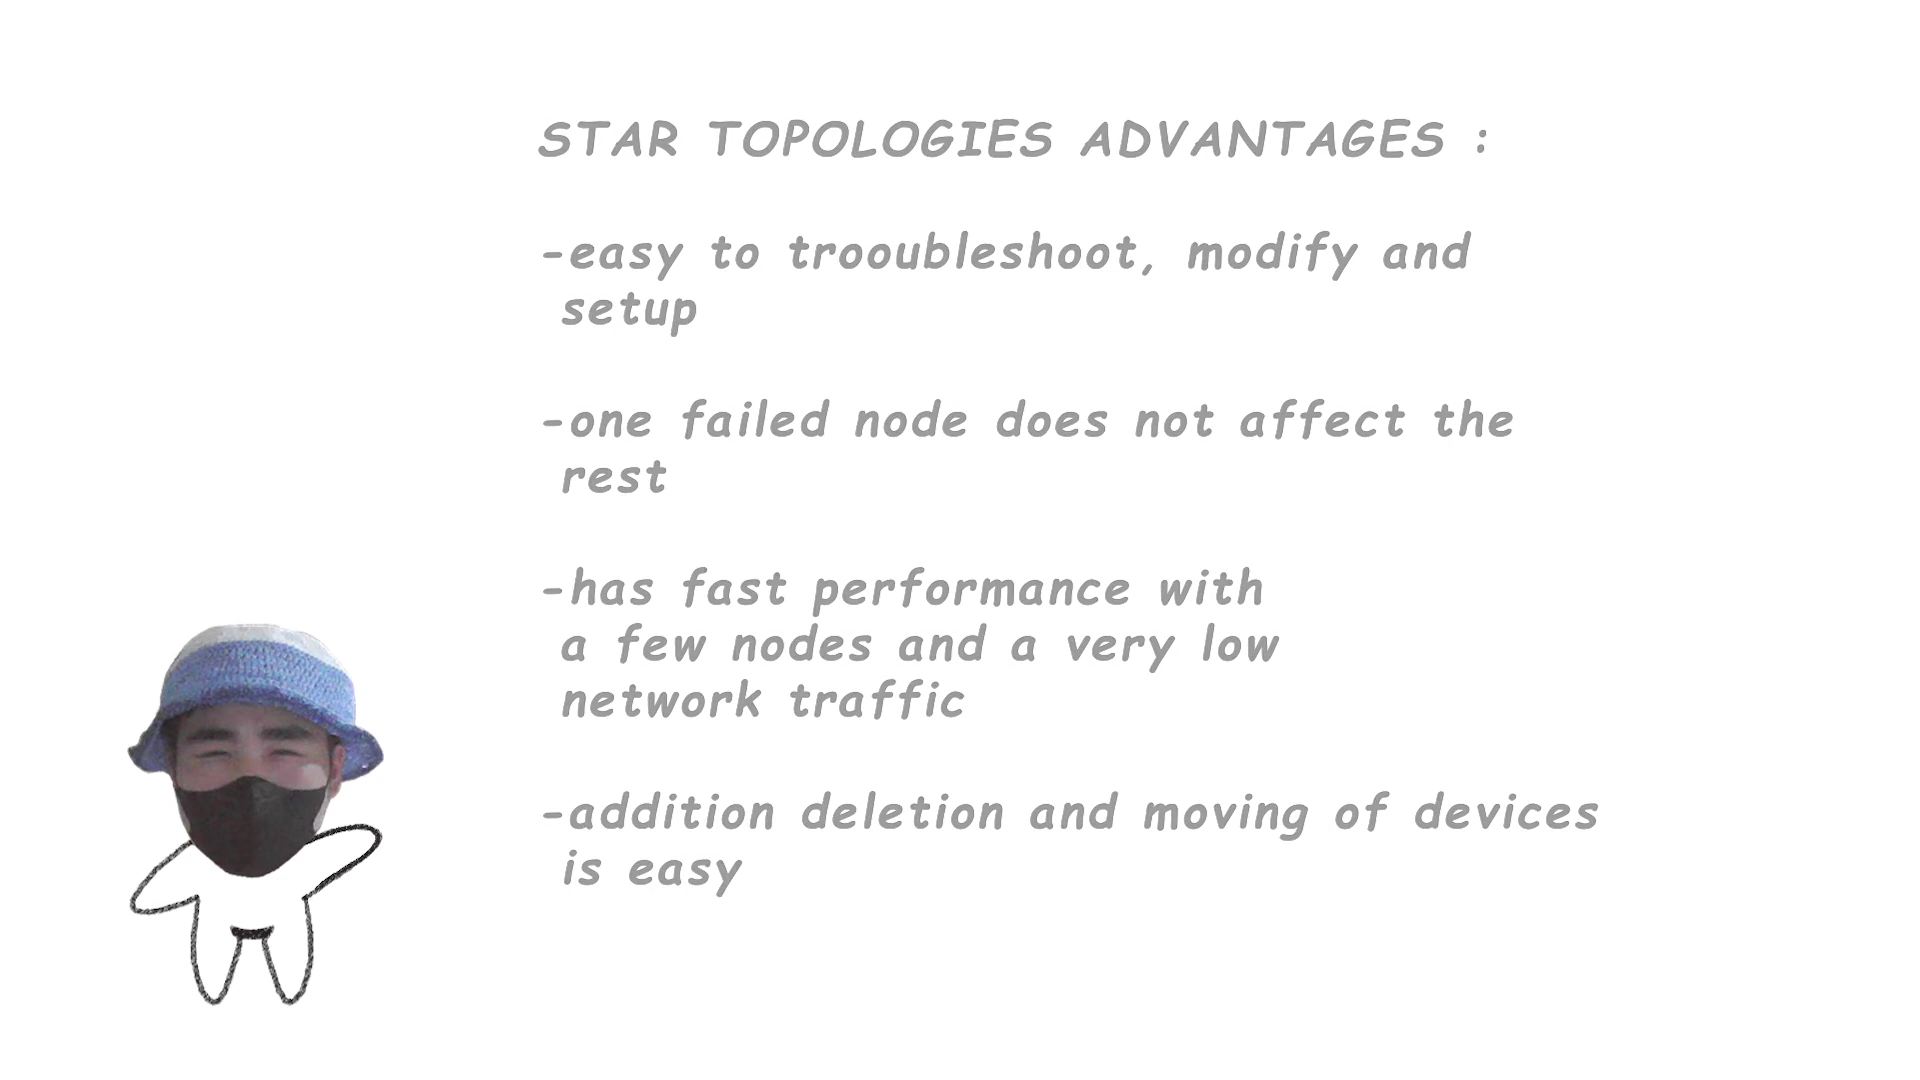 STAR TOPOLOGIES ADVANTAGES :
-easy to trooubleshoot, modify and
setup
-one failed node does not affect the
rest
-has fast performance with
a few nodes and a very low
network traffic
-addition deletion and moving of devices
is easy